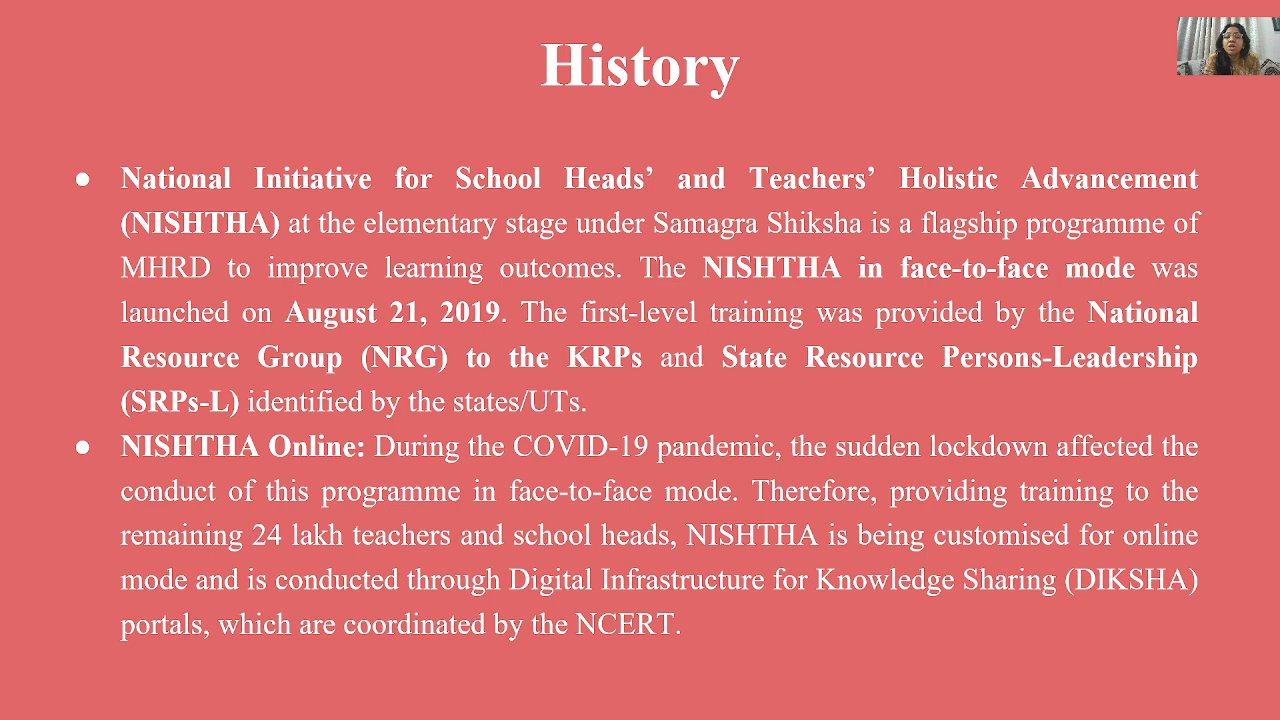 History
● National Initiative for School Heads’ and Teachers’ Holistic Advancement
(NISHTHA) at the elementary stage under Samagra Shiksha is a flagship programme of
MHRD to improve learning outcomes. The NISHTHA in face-to-face mode was
launched on August 21, 2019. The first-level training was provided by the National
Resource Group (NRG) to the KRPs and State Resource Persons-Leadership
(SRPs-L) identified by the states/UTs.
● NISHTHA Online: During the COVID-19 pandemic, the sudden lockdown affected the
conduct of this programme in face-to-face mode. Therefore, providing training to the
remaining 24 lakh teachers and school heads, NISHTHA is being customised for online
mode and is conducted through Digital Infrastructure for Knowledge Sharing (DIKSHA)
portals, which are coordinated by the NCERT.